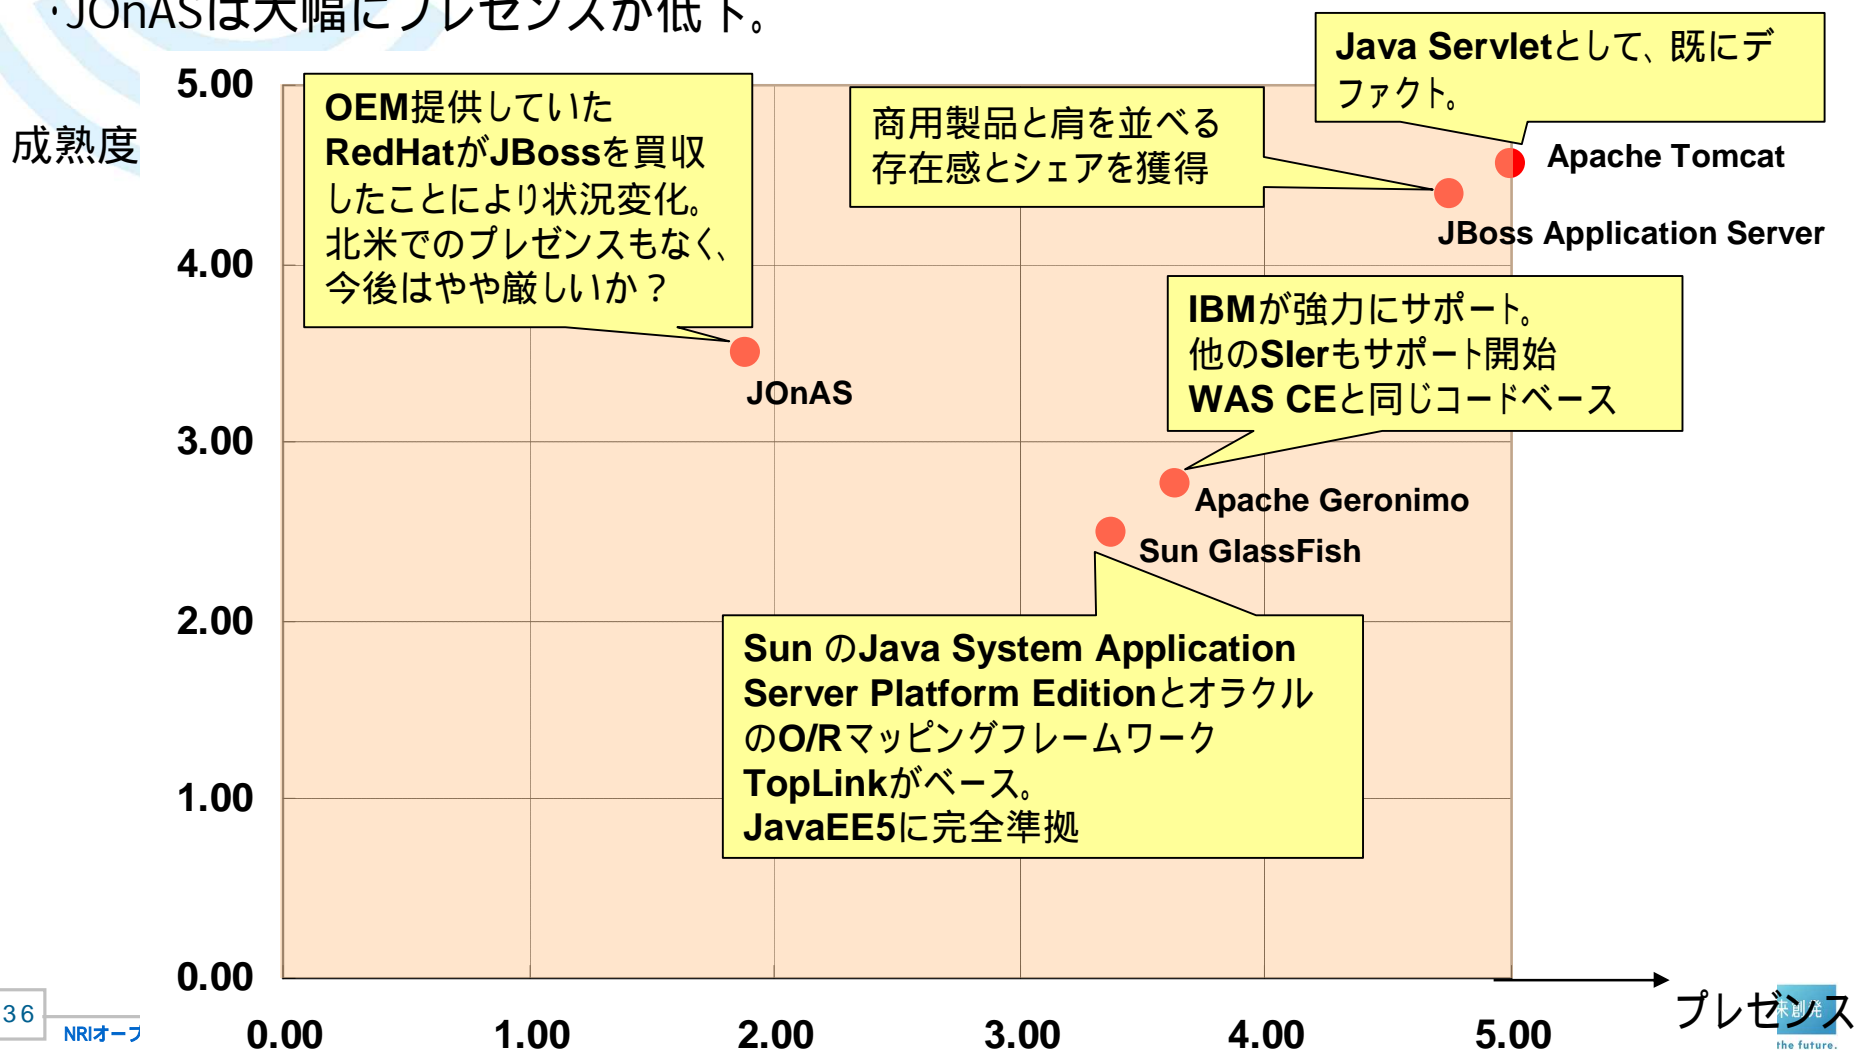 ・JOnASは大幅にプレゼンスが低下。
Java Servletとして、既にデ
ファクト。
5.00
OEM提供していた
RedHatがJBossを買収
したことにより状況変化。
北米でのプレゼンスもなく、
今後はやや厳しいか？
商用製品と肩を並べる
存在感とシェアを獲得
成熟度
Apache Tomcat
JBoss Application Server
4.00
IBMが強力にサポート。
他のSIerもサポート開始
WAS CEと同じコードベース
JOnAS
3.00
Apache Geronimo
Sun GlassFish
2.00
Sun のJava System Application
Server Platform Editionとオラクル
のO/Rマッピングフレームワーク
TopLinkがベース。
JavaEE5に完全準拠
1.00
0.00
プレゼンス
36
NRIオープ
0.00 1.00 2.00 3.00 4.00 5.00
来創発
the future.